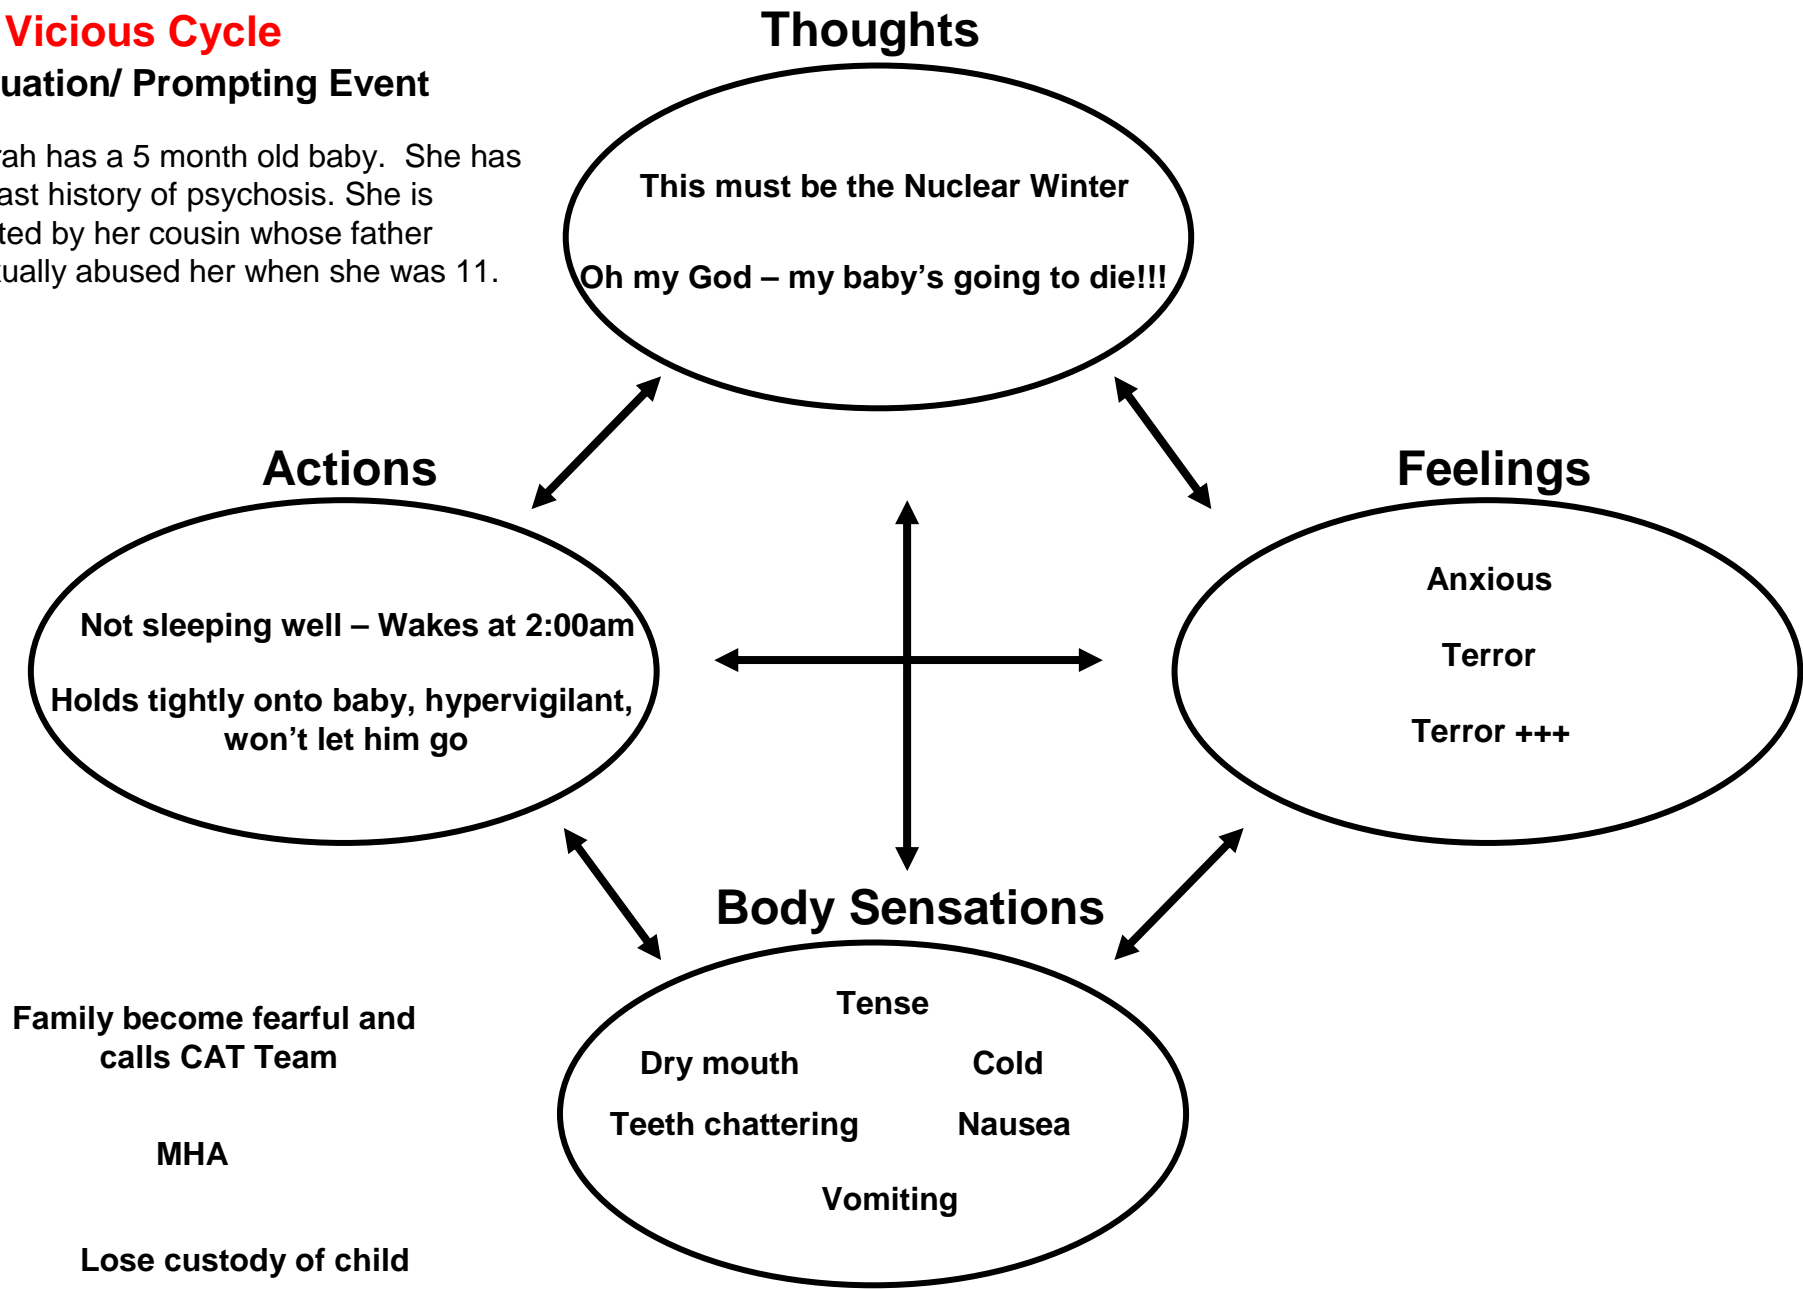 Vicious Cycle
uation/ Prompting Event
rah has a 5 month old baby.  She has
ast history of psychosis. She is
ted by her cousin whose father
xually abused her when she was 11.
Thoughts
This must be the Nuclear Winter
Oh my God – my baby’s going to die!!!
Actions
Not sleeping well – Wakes at 2:00am
Holds tightly onto baby, hypervigilant,
won’t let him go
Feelings
Anxious
Terror
Terror +++
Body Sensations
Tense
Dry mouth
Cold
Teeth chattering
Nausea
Vomiting
Family become fearful and
calls CAT Team
MHA
Lose custody of child